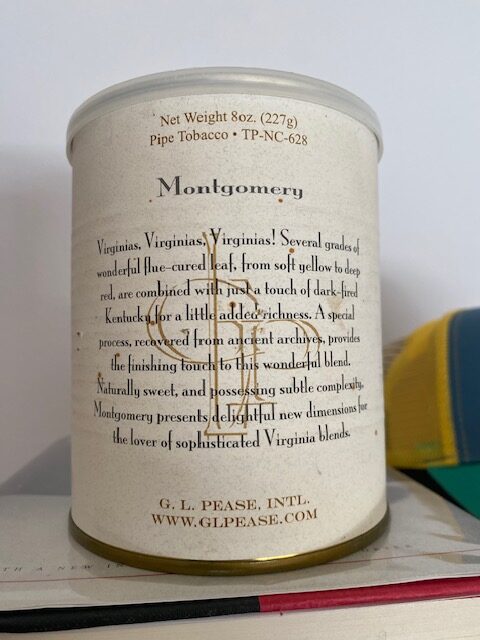 Net Weight 8oz. (227g)
Pipe Tobacco • TP-NC-628
Montgomery
Virginias, Virginias, Virginias! Several grades of
wonderful flue-cured leaf, from soft yellow to deep
red, are combined with just a touch of dark-fired
Kentucky for a little added richness. A special
process, recovered from ancient archives, provides
the finishing touch to this wonderful blend.
Naturally sweet, and possessing subtle complexity,
Montgomery presents delightful new dimensions for
the lover of sophisticated Virginia blends.
G. L. PEASE, INTL.
WWW.GLPEASE.COM
WITH A NEW